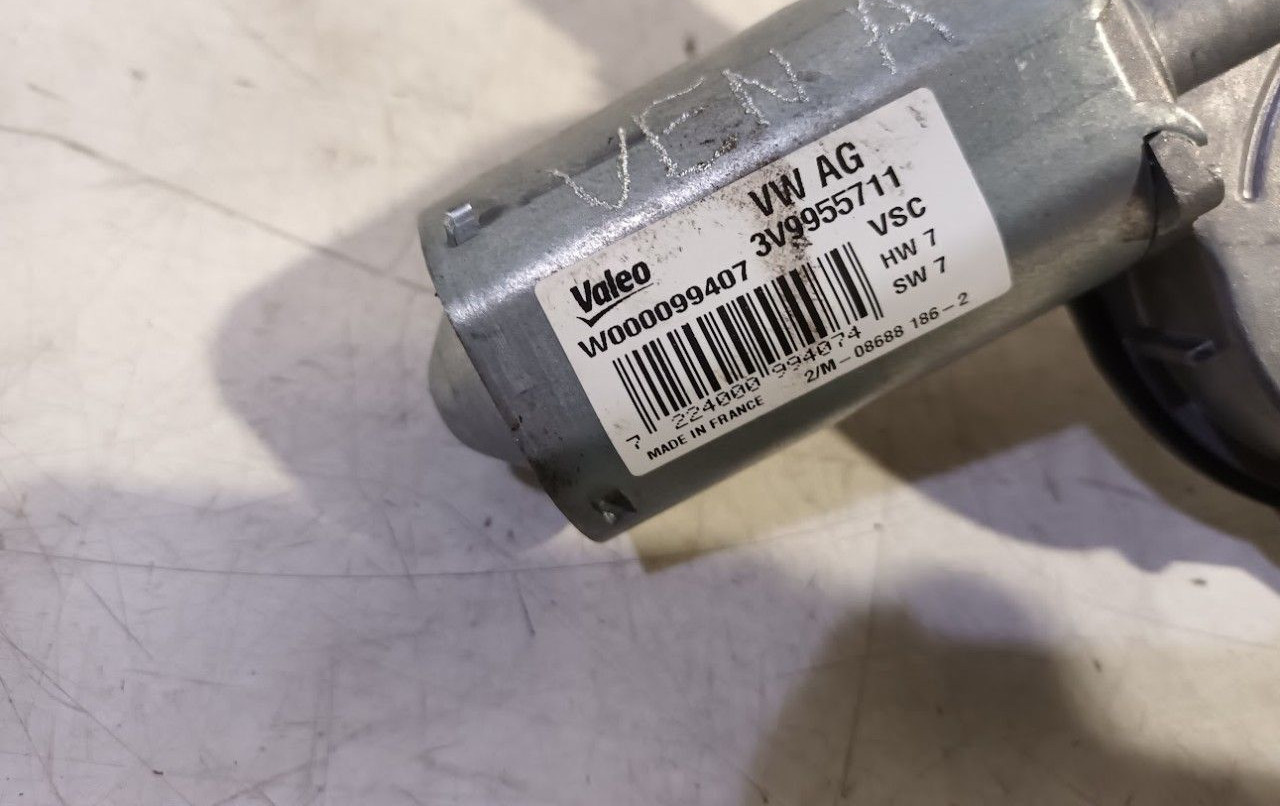 VENA
VW AG
3V9955711
Valeo
W000099407
VSC
HW 7
SW 7
7 224000 994074
2/M-08688 186-2
MADE IN FRANCE